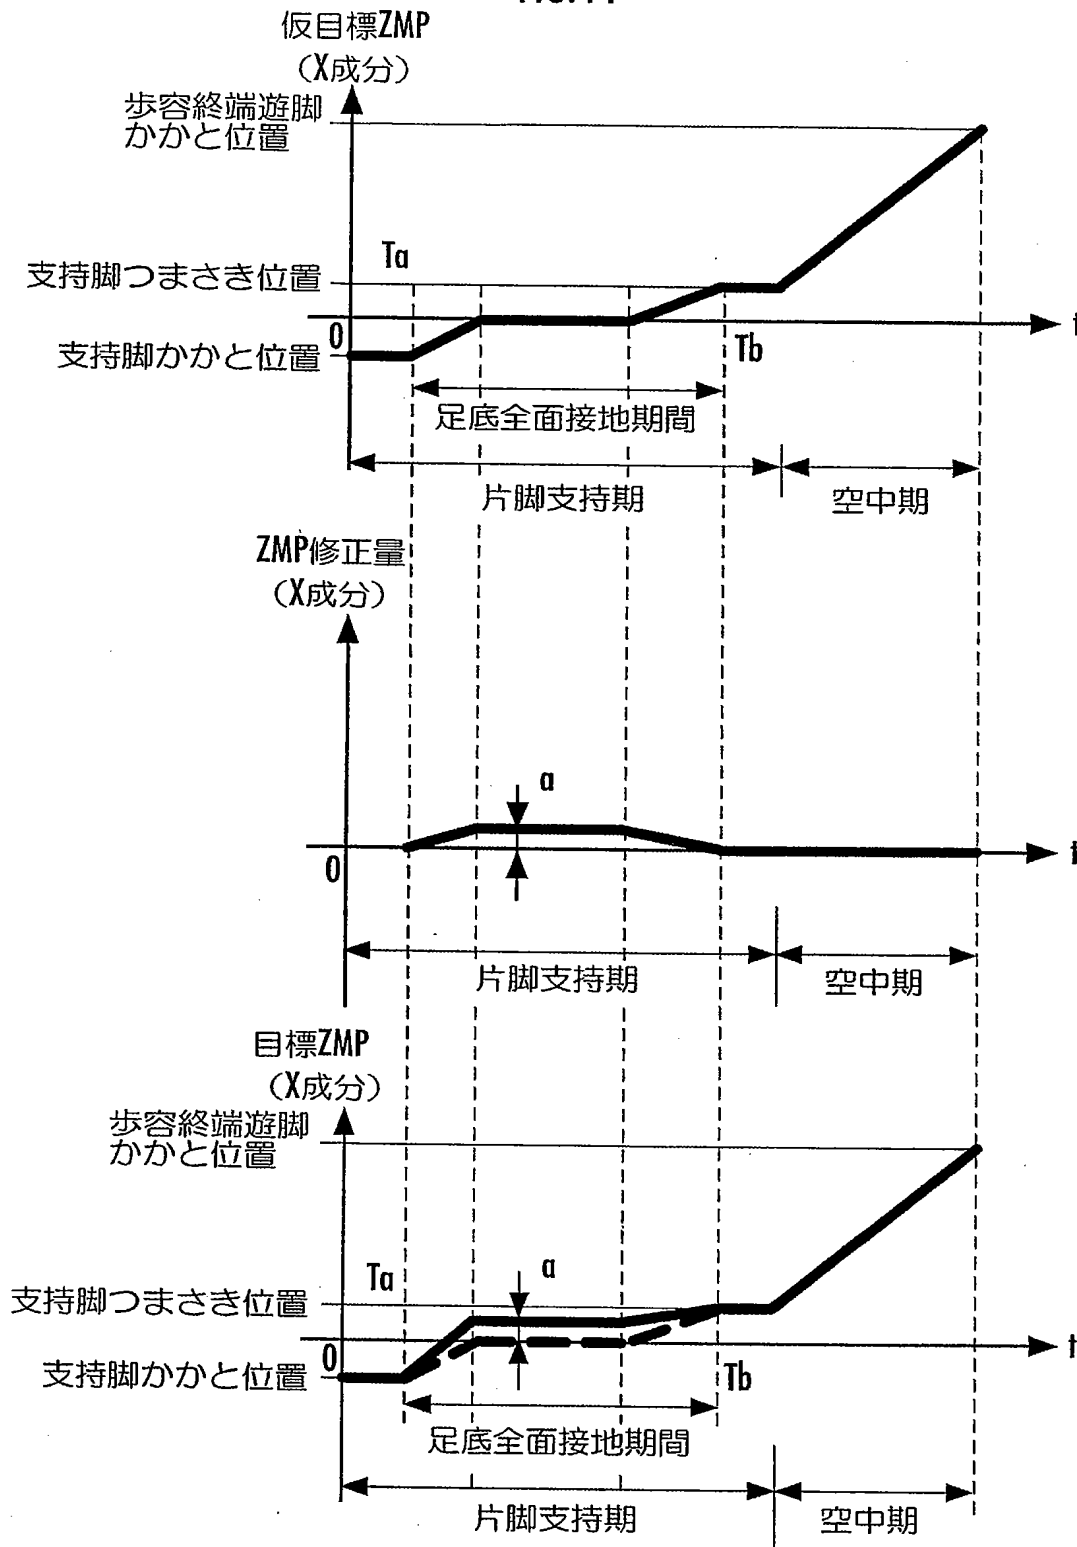 仮目標ZMP
(X成分)
歩容終端遊脚
かかと位置
Ta
支持脚つまさき位置
0
t
支持脚かかと位置
Tb
足底全面接地期間
片脚支持期
空中期
ZMP修正量
(X成分)
a
0
t
片脚支持期
空中期
目標ZMP
(X成分)
歩容終端遊脚
かかと位置
Ta
a
支持脚つまさき位置
0
t
支持脚かかと位置
Tb
足底全面接地期間
片脚支持期
空中期